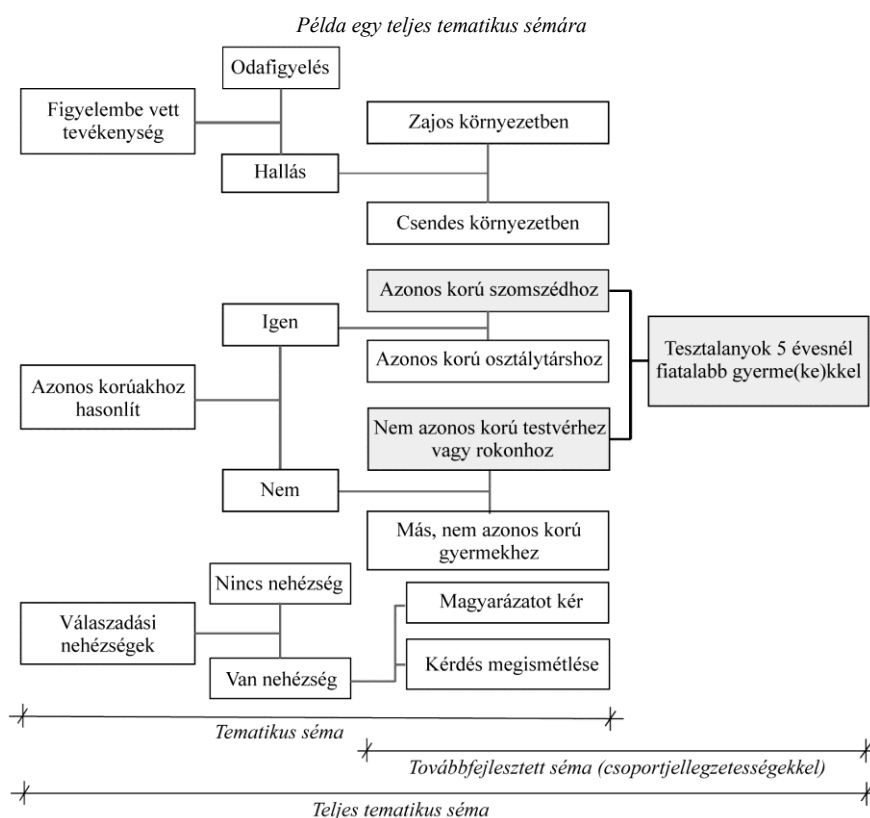 Példa egy teljes tematikus sémára
Odafigyelés
Figyelembe vett
tevékenység
Zajos környezetben
Hallás
Csendes környezetben
Azonos korú szomszédhoz
Igen
Azonos korú osztálytárshoz
Tesztalanyok 5 évesnél
fiatalabb gyerme(ke)kkel
Azonos korúakhoz
hasonlít
Nem azonos korú testvérhez
vagy rokonhoz
Nem
Más, nem azonos korú
gyermekhez
Nincs nehézség
Magyarázatot kér
Válaszadási
nehézségek
Van nehézség
Kérdés megismétlése
Tematikus séma
Továbbfejlesztett séma (csoportjellegzetességekkel)
Teljes tematikus séma